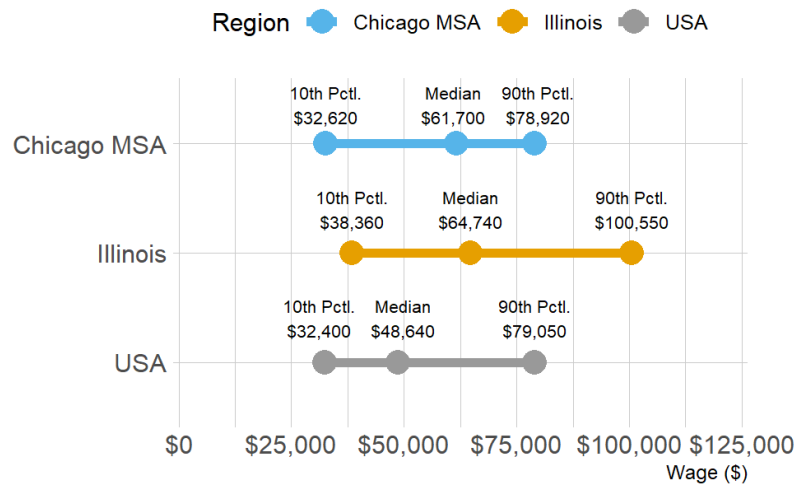 Region Chicago MSA Illinois USA
10th Pctl. Median 90th Pctl.
$32,620 $61,700 $78,920
Chicago MSA
10th Pctl. Median 90th Pctl.
$38,360 $64,740 $100,550
Illinois
10th Pctl. Median 90th Pctl.
$32,400 $48,640 $79,050
USA
$0 $25,000 $50,000 $75,000 $100,000 $125,000
Wage ($)